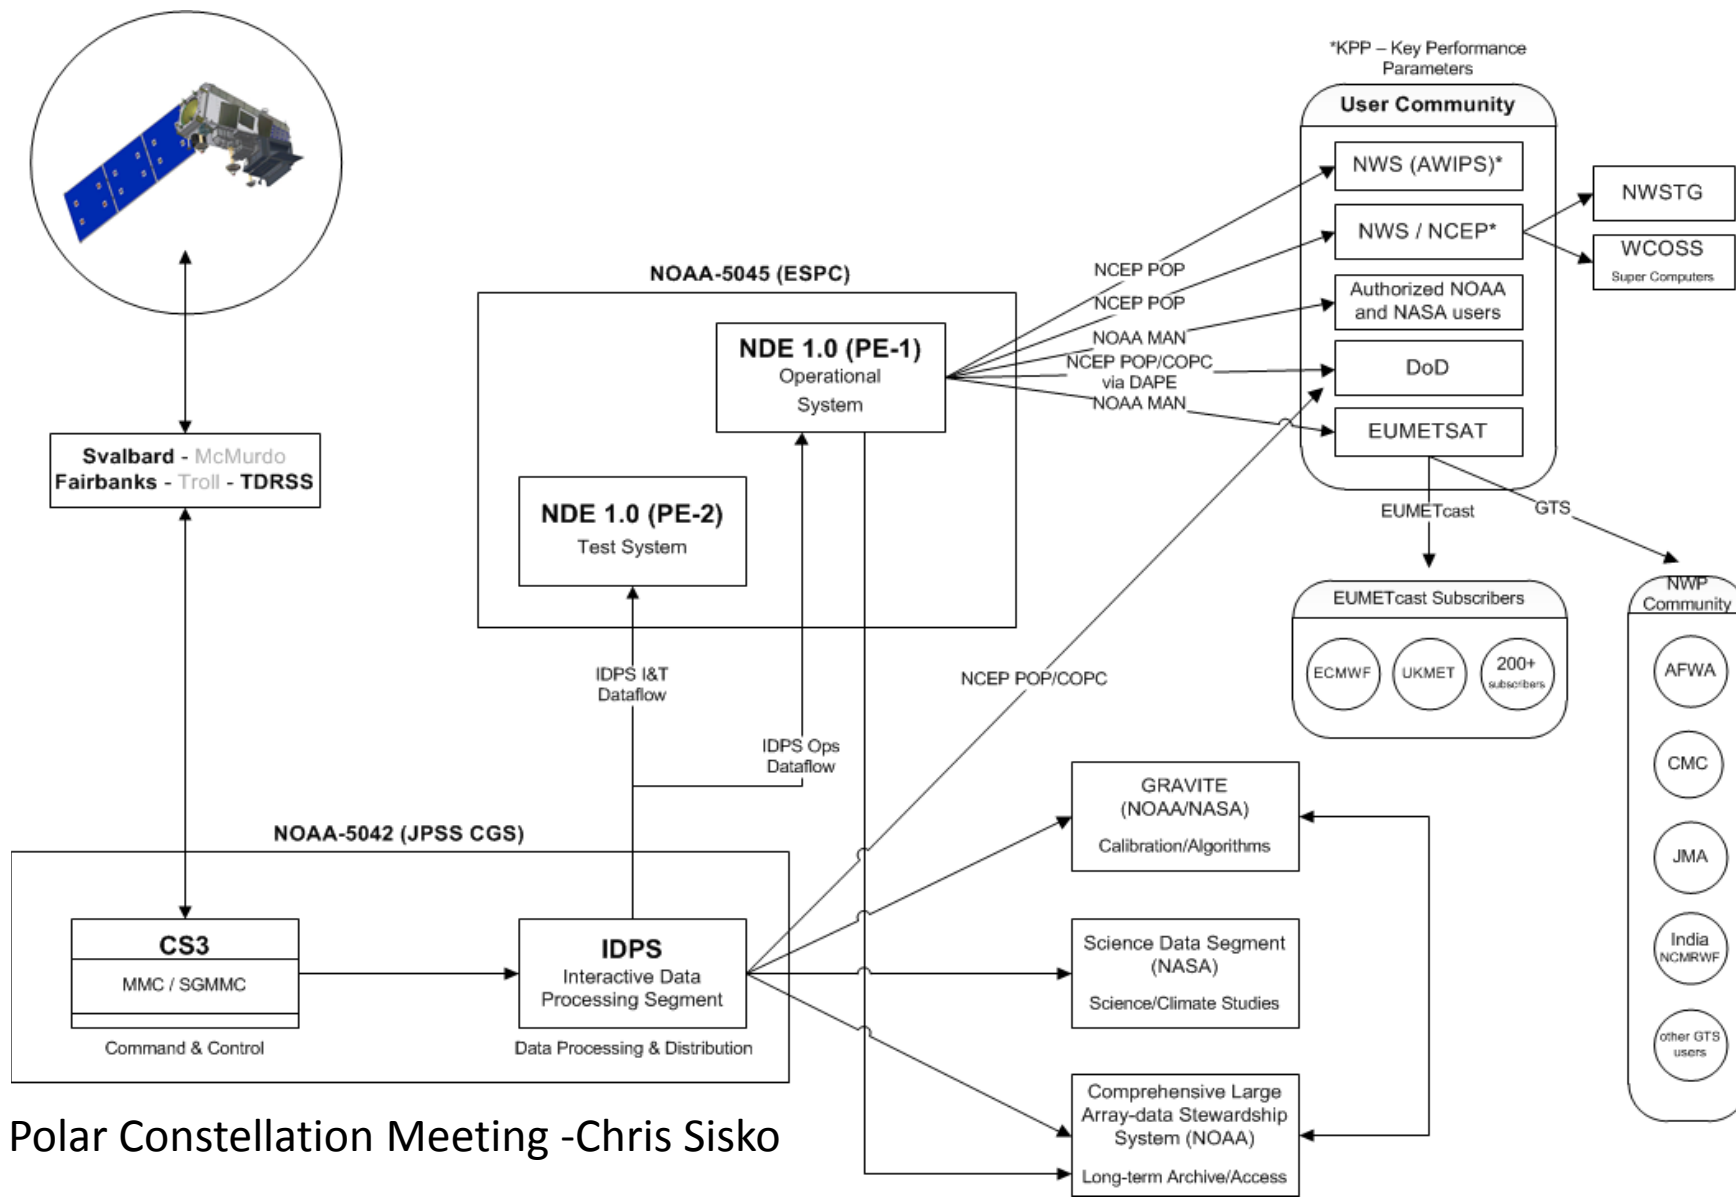 *KPP – Key Performance
Parameters
User Community
NWS (AWIPS)*
NWS / NCEP*
Authorized NOAA
and NASA users
DoD
EUMETSAT
NWSTG
WCOSS
Super Computers
NCEP POP
NCEP POP
NOAA MAN
NCEP POP/COPC
via DAPE
NOAA MAN
NOAA-5045 (ESPC)
NDE 1.0 (PE-1)
Operational
System
NDE 1.0 (PE-2)
Test System
Svalbard - McMurdo
Fairbanks - Troll - TDRSS
EUMETcast
GTS
EUMETcast Subscribers
ECMWF
UKMET
200+
subscribers
NWP
Community
AFWA
CMC
JMA
India
NCMRWF
other GTS
users
IDPS I&T
Dataflow
IDPS Ops
Dataflow
NCEP POP/COPC
NOAA-5042 (JPSS CGS)
CS3
MMC / SGMMC
Command & Control
IDPS
Interactive Data
Processing Segment
Data Processing & Distribution
GRAVITE
(NOAA/NASA)
Calibration/Algorithms
Science Data Segment
(NASA)
Science/Climate Studies
Comprehensive Large
Array-data Stewardship
System (NOAA)
Long-term Archive/Access
Polar Constellation Meeting -Chris Sisko